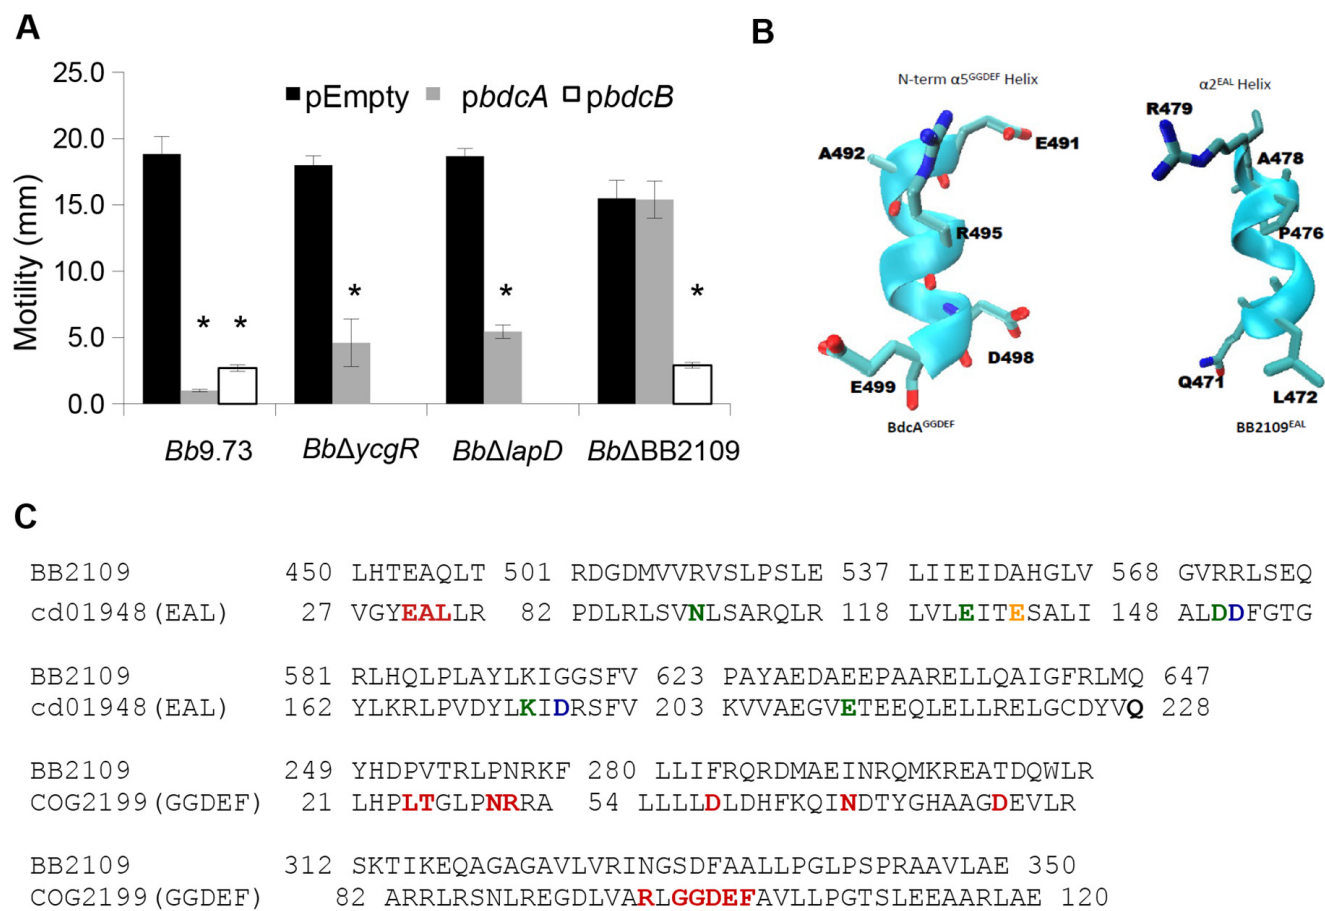 A
25.0
20.0
15.0
10.0
5.0
0.0
Motility (mm)
pEmpty pbdcA pbdcB
* * * * *
Bb9.73 BbΔycgR BbΔlapD BbΔBB2109
B
N-term α5GGDEF Helix
A492
E491
R495
D498
E499
BdcAGGDEF
α2EAL Helix
R479
A478
P476
Q471
L472
BB2109EAL
C
BB2109 450 LHTEAQLT 501 RDGDMVVRVSLPSLE 537 LIIEIDAHGLV 568 GVRRLSEQ
cd01948(EAL) 27 VGYEALLR 82 PDLRLSVNLSARQLR 118 LVLEITESALI 148 ALDDFGTG
BB2109 581 RLHQLPLAYLKIGGSFV 623 PAYAEDAEEPAARELLQAIGFRLMQ 647
cd01948(EAL) 162 YLKRLPVDYLKIDRSFV 203 KVVAEGVETEEQLELLRELGCDYVQ 228
BB2109 249 YHDPVTRLPNRKF 280 LLIFRQRDMAEINRQMKREATDQWLR
COG2199(GGDEF) 21 LHPLTGLPNRRA 54 LLLLDLDHFKQINDTYGHAAGDEVLR
BB2109 312 SKTIKEQAGAGAVLVRINGSDFAALLPGLPSPRAAVLAE 350
COG2199(GGDEF) 82 ARRLRSNLREGDLVARLGGDEFAVLLPGTSLEEAARLAE 120